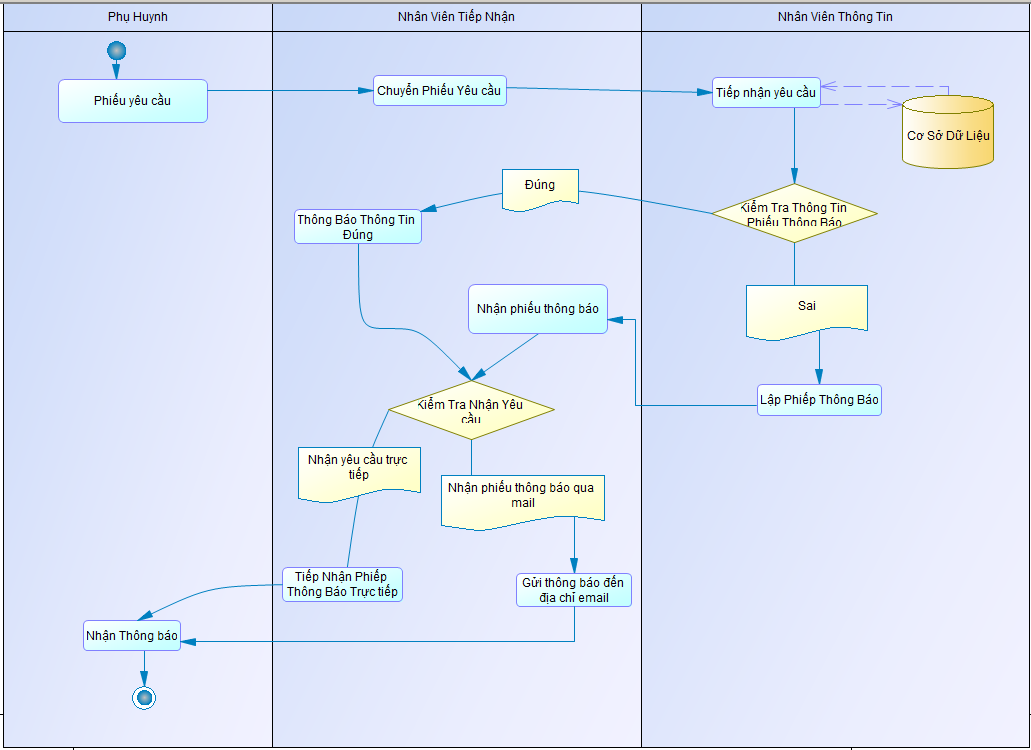 Phụ Huynh
Nhân Viên Tiếp Nhận
Nhân Viên Thông Tin
Phiếu yêu cầu
Chuyển Phiếu Yêu cầu
Tiếp nhận yêu cầu
Cơ Sở Dữ Liệu
Đúng
Kiểm Tra Thông Tin
Phiếu Thông Báo
Thông Báo Thông Tin
Đúng
Nhận phiếu thông báo
Sai
Lập Phiếp Thông Báo
Kiểm Tra Nhận Yêu
cầu
Nhận yêu cầu trực
tiếp
Nhận phiếu thông báo qua
mail
Tiếp Nhận Phiếp
Thông Báo Trực tiếp
Gửi thông báo đến
địa chỉ email
Nhận Thông báo